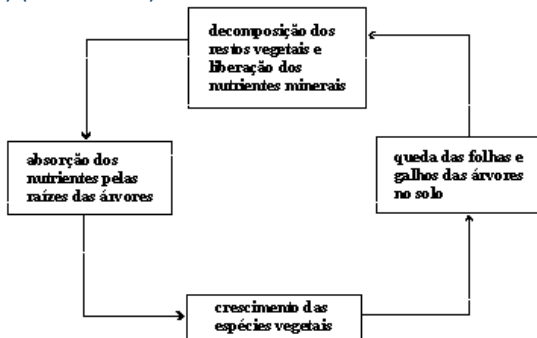 decomposição dos
restos vegetais e
liberação dos
nutrientes minerais
absorção dos
nutrientes pelas
raízes das árvores
queda das folhas e
galhos das árvores
no solo
crescimento das
espécies vegetais